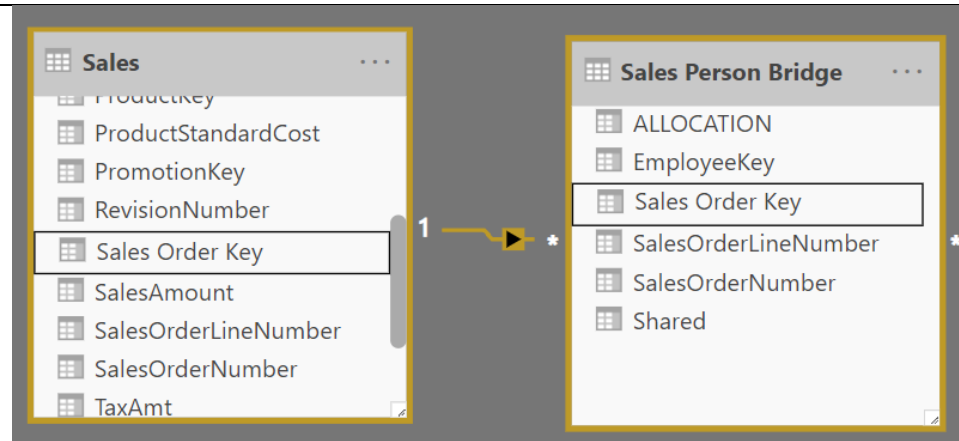 Sales
...
ProductKey
ProductStandardCost
PromotionKey
RevisionNumber
Sales Order Key
SalesAmount
SalesOrderLineNumber
SalesOrderNumber
TaxAmt
1
*
Sales Person Bridge
...
ALLOCATION
EmployeeKey
Sales Order Key
SalesOrderLineNumber
SalesOrderNumber
Shared
*